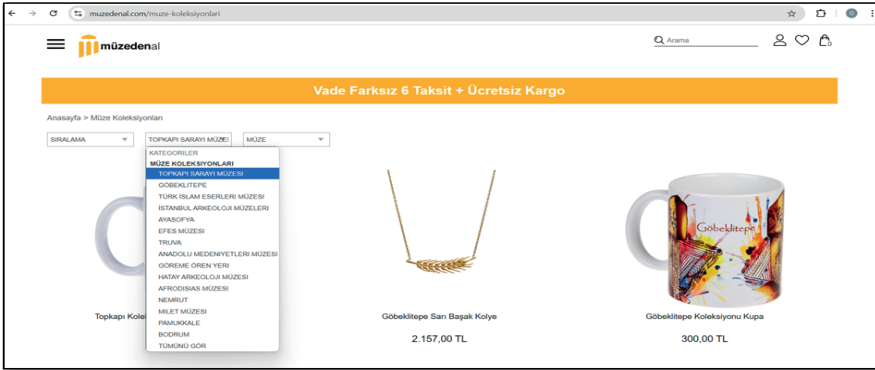 muzedenal.com/muze-koleksiyonlari
müzedenal
Arama
0
Vade Farksız 6 Taksit + Ücretsiz Kargo
Anasayfa > Müze Koleksiyonları
SIRALAMA
TOPKAPI SARAYI
MÜZE
KATEGORILER
MÜZE KOLEKSIYONLARI
TOPKAPI SARAYI MÜZESI
GÖBEKLITEPE
TÜRK İSLAM ESERLERI MÜZESI
İSTANBUL ARKEOLOJI MÜZELERI
AYASOFYA
EFES MÜZESI
TRUVA
ANADOLU MEDENIYETLERI MÜZESI
GÖREME ÖREN YERI
HATAY ARKEOLOJI MÜZESI
AFRODISIAS MÜZESI
NEMRUT
MILET MÜZESI
PAMUKKALE
BODRUM
TÜMÜNÜ GÖR
Göbeklitepe
Topkapı Kole
Göbeklitepe Sarı Başak Kolye
2.157,00 TL
Göbeklitepe Koleksiyonu Kupa
300,00 TL